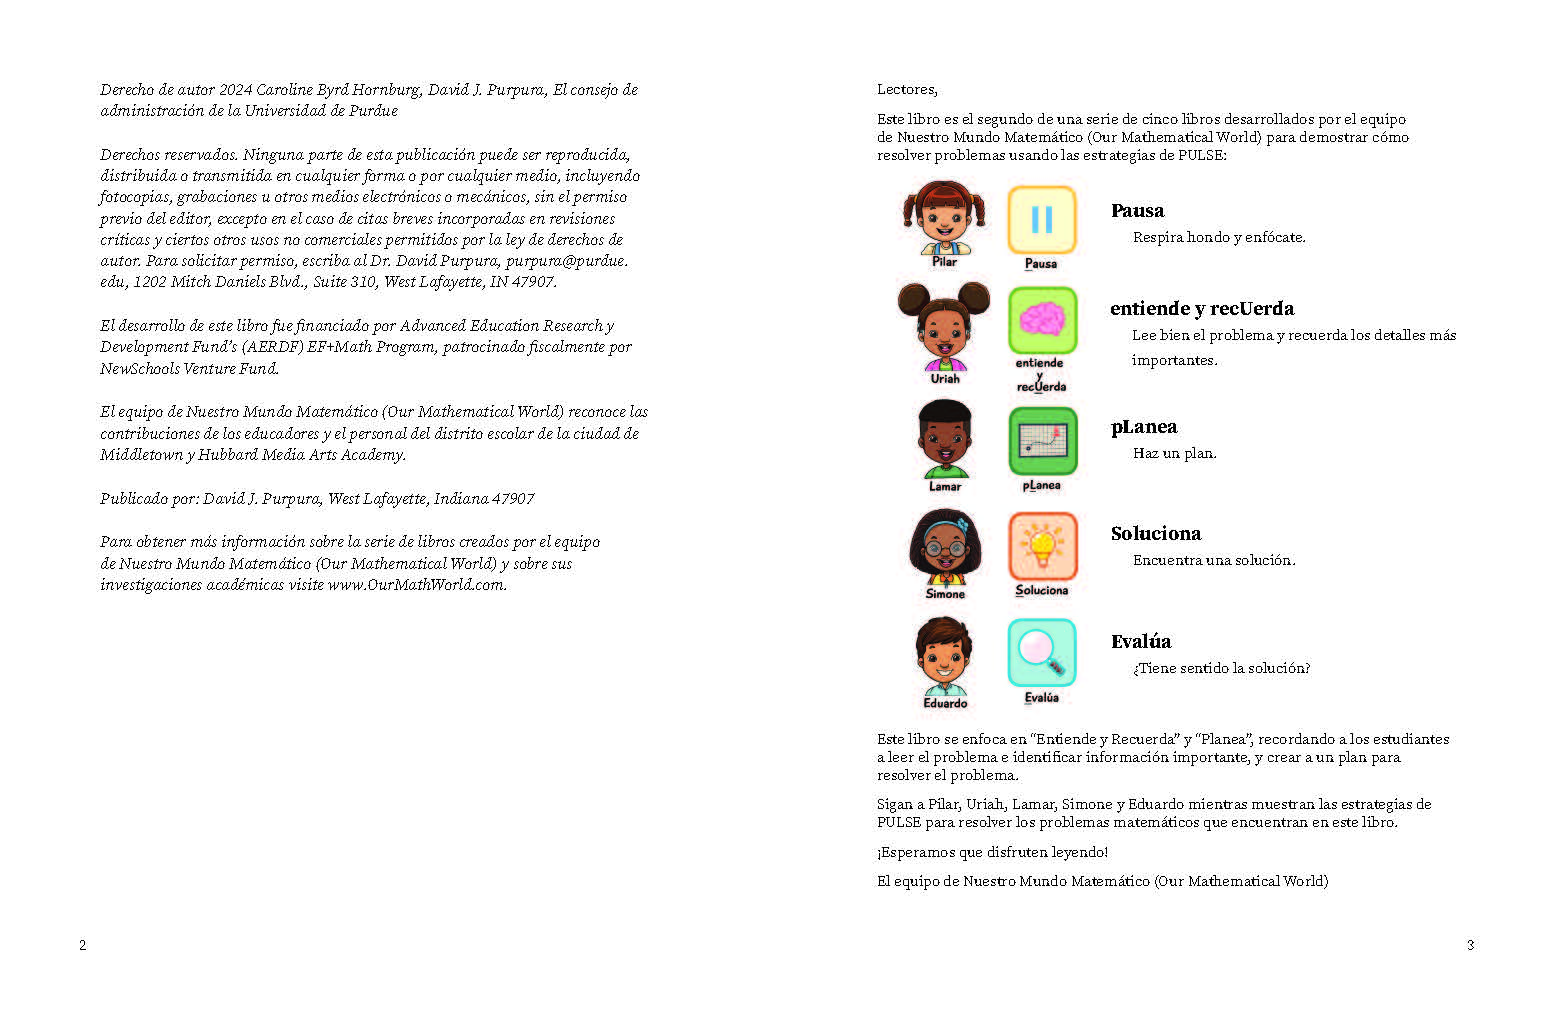 Derecho de autor 2024 Caroline Byrd Hornburg, David J. Purpura, El consejo de
administración de la Universidad de Purdue
Derechos reservados. Ninguna parte de esta publicación puede ser reproducida,
distribuida o transmitida en cualquier forma o por cualquier medio, incluyendo
fotocopias, grabaciones u otros medios electrónicos o mecánicos, sin el permiso
previo del editor, excepto en el caso de citas breves incorporadas en revisiones
críticas y ciertos otros usos no comerciales permitidos por la ley de derechos de
autor. Para solicitar permiso, escriba al Dr. David Purpura, purpura@purdue.
edu, 1202 Mitch Daniels Blvd., Suite 310, West Lafayette, IN 47907.
El desarrollo de este libro fue financiado por Advanced Education Research y
Development Fund's (AERDF) EF+Math Program, patrocinado fiscalmente por
NewSchools Venture Fund.
El equipo de Nuestro Mundo Matemático (Our Mathematical World) reconoce las
contribuciones de los educadores y el personal del distrito escolar de la ciudad de
Middletown y Hubbard Media Arts Academy.
Publicado por: David J. Purpura, West Lafayette, Indiana 47907
Para obtener más información sobre la serie de libros creados por el equipo
de Nuestro Mundo Matemático (Our Mathematical World) y sobre sus
investigaciones académicas visite www.OurMathWorld.com.
2
Lectores,
Este libro es el segundo de una serie de cinco libros desarrollados por el equipo
de Nuestro Mundo Matemático (Our Mathematical World) para demostrar cómo
resolver problemas usando las estrategias de PULSE:
Pilar
Pausa
Pausa
Respira hondo y enfócate.
Uriah
entiende
y
recUerda
entiende y recUerda
Lee bien el problema y recuerda los detalles más
importantes.
Lamar
pLanea
pLanea
Haz un plan.
Simone
Soluciona
Soluciona
Encuentra una solución.
Eduardo
Evalúa
Evalúa
¿Tiene sentido la solución?
Este libro se enfoca en “Entiende y Recuerda” y “Planea”, recordando a los estudiantes
a leer el problema e identificar información importante, y crear a un plan para
resolver el problema.
Sigan a Pilar, Uriah, Lamar, Simone y Eduardo mientras muestran las estrategias de
PULSE para resolver los problemas matemáticos que encuentran en este libro.
¡Esperamos que disfruten leyendo!
El equipo de Nuestro Mundo Matemático (Our Mathematical World)
3